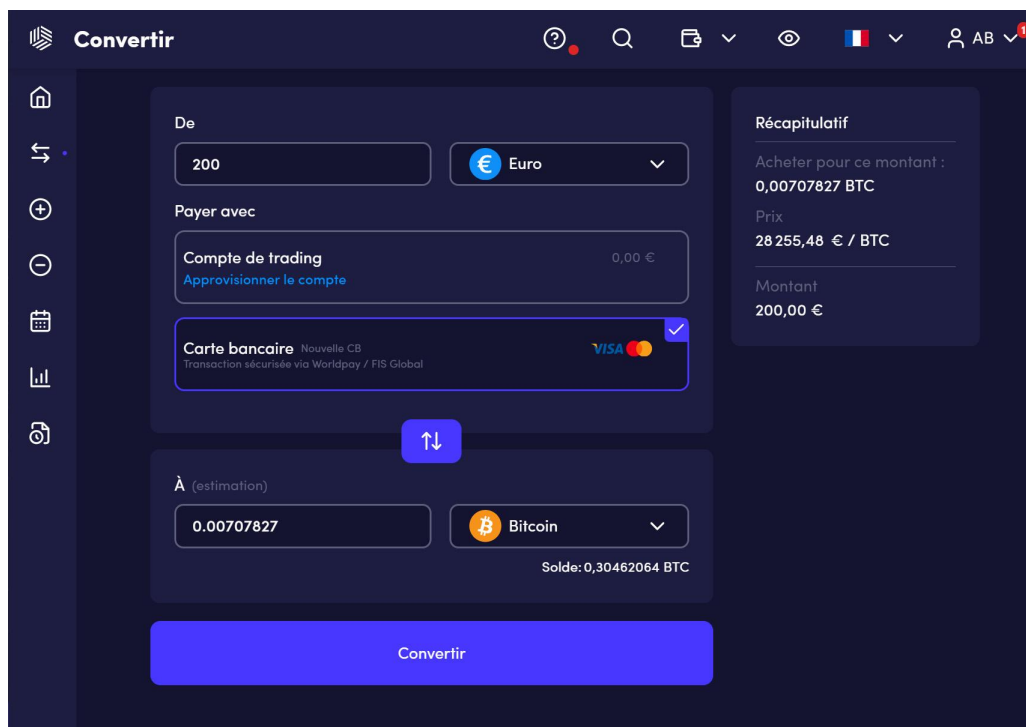 Convertir
AB
1
De
200
€ Euro
Payer avec
Compte de trading
0,00 €
Approvisionner le compte
Carte bancaire Nouvelle CB
VISA
Transaction sécurisée via Worldpay / FIS Global
À (estimation)
0.00707827
Bitcoin
Solde: 0,30462064 BTC
Convertir
Récapitulatif
Acheter pour ce montant :
0,00707827 BTC
Prix
28 255,48 € / BTC
Montant
200,00 €